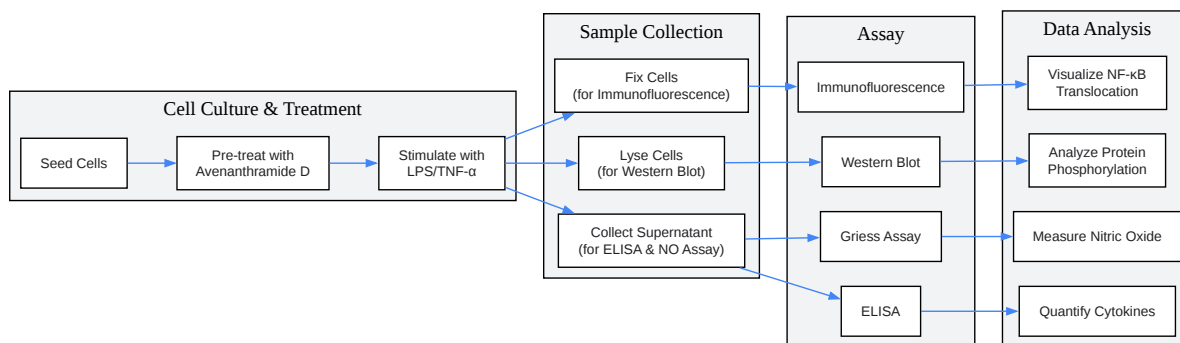 Cell Culture & Treatment
Seed Cells
Pre-treat with
Avenanthramide D
Stimulate with
LPS/TNF-α
Sample Collection
Fix Cells
(for Immunofluorescence)
Lyse Cells
(for Western Blot)
Collect Supernatant
(for ELISA & NO Assay)
Assay
Immunofluorescence
Western Blot
Griess Assay
ELISA
Data Analysis
Visualize NF-κB
Translocation
Analyze Protein
Phosphorylation
Measure Nitric Oxide
Quantify Cytokines